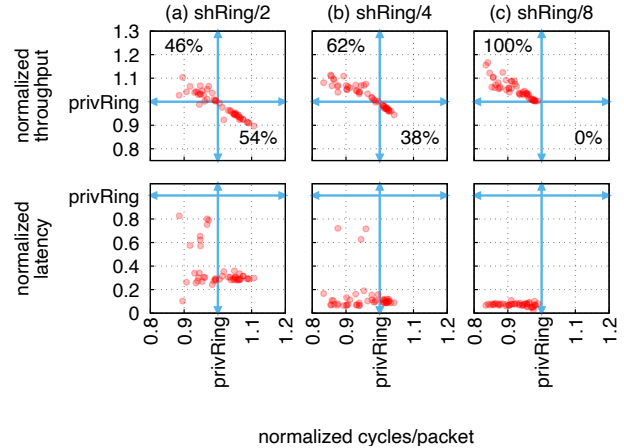 (a) shRing/2 (b) shRing/4 (c) shRing/8
normalized throughput
1.3
1.2
1.1
privRing
0.9
0.8
46%
54%
62%
38%
100%
0%
normalized latency
privRing
0.8
0.6
0.4
0.2
0
0.8 0.9 privRing 1.1 1.2
0.8 0.9 privRing 1.1 1.2
0.8 0.9 privRing 1.1 1.2
normalized cycles/packet